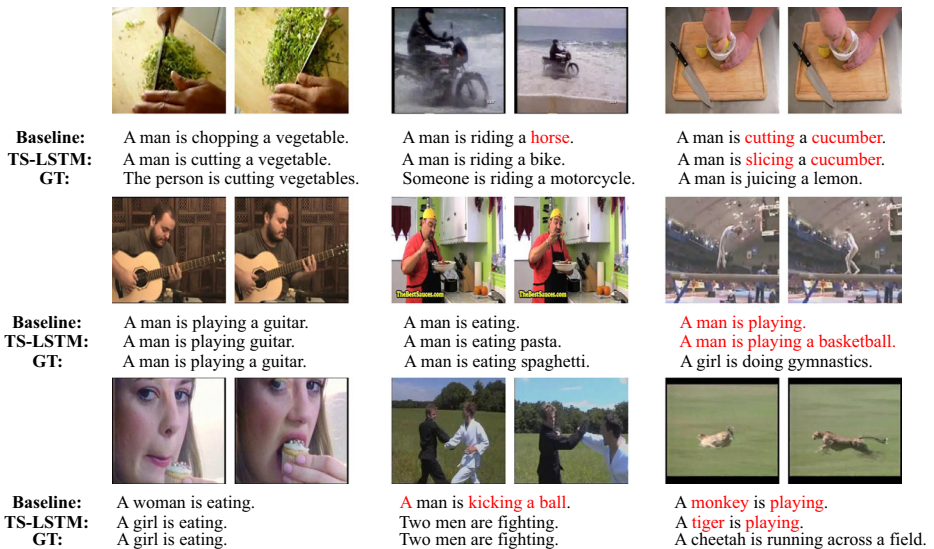 Baseline: A man is chopping a vegetable. A man is riding a horse. A man is cutting a cucumber.
TS-LSTM: A man is cutting a vegetable. A man is riding a bike. A man is slicing a cucumber.
GT: The person is cutting vegetables. Someone is riding a motorcycle. A man is juicing a lemon.
TheBestSauces.com TheBestSauces.com
Baseline: A man is playing a guitar. A man is eating. A man is playing.
TS-LSTM: A man is playing guitar. A man is eating pasta. A man is playing a basketball.
GT: A man is playing a guitar. A man is eating spaghetti. A girl is doing gymnastics.
Baseline: A woman is eating. A man is kicking a ball. A monkey is playing.
TS-LSTM: A girl is eating. Two men are fighting. A tiger is playing.
GT: A girl is eating. Two men are fighting. A cheetah is running across a field.